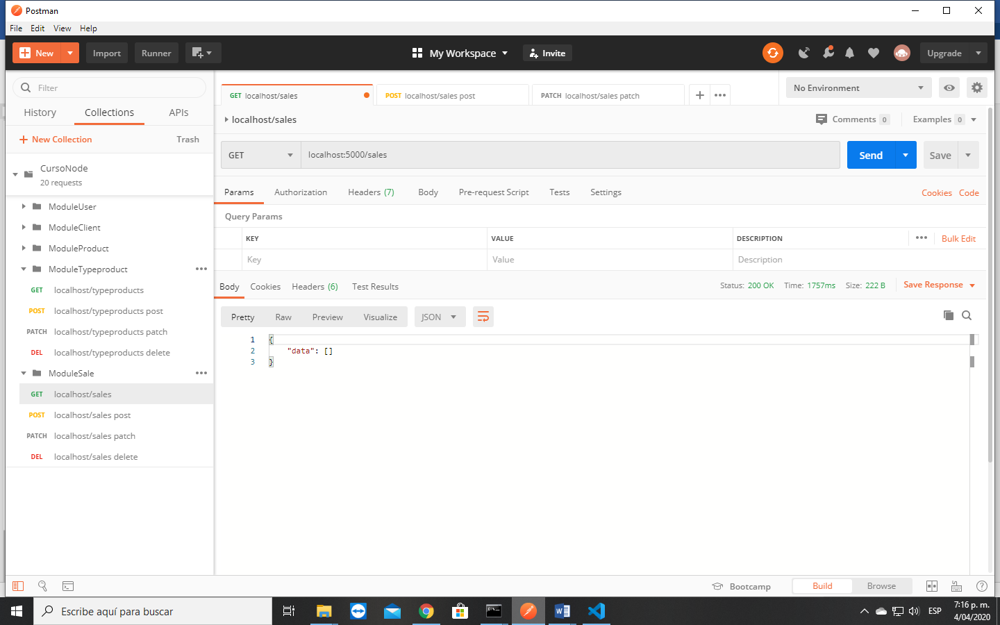 Postman
File Edit View Help
New Import Runner My Workspace Invite Upgrade
Filter
History Collections APIs
New Collection Trash
CursoNode
20 requests
ModuleUser
ModuleClient
ModuleProduct
ModuleTypeproduct
GET localhost/typeproducts
POST localhost/typeproducts post
PATCH localhost/typeproducts patch
DEL localhost/typeproducts delete
ModuleSale
GET localhost/sales
POST localhost/sales post
PATCH localhost/sales patch
DEL localhost/sales delete
GET localhost/sales POST localhost/sales post PATCH localhost/sales patch No Environment
localhost/sales Comments 0 Examples 0
GET localhost:5000/sales Send Save
Params Authorization Headers (7) Body Pre-request Script Tests Settings Cookies Code
Query Params
KEY VALUE DESCRIPTION Bulk Edit
Key Value Description
Body Cookies Headers (6) Test Results Status: 200 OK Time: 1757ms Size: 222 B Save Response
Pretty Raw Preview Visualize JSON
1 {
2 "data": []
3 }
Bootcamp Build Browse
Escribe aquí para buscar ESP 7:16 p. m.
4/04/2020